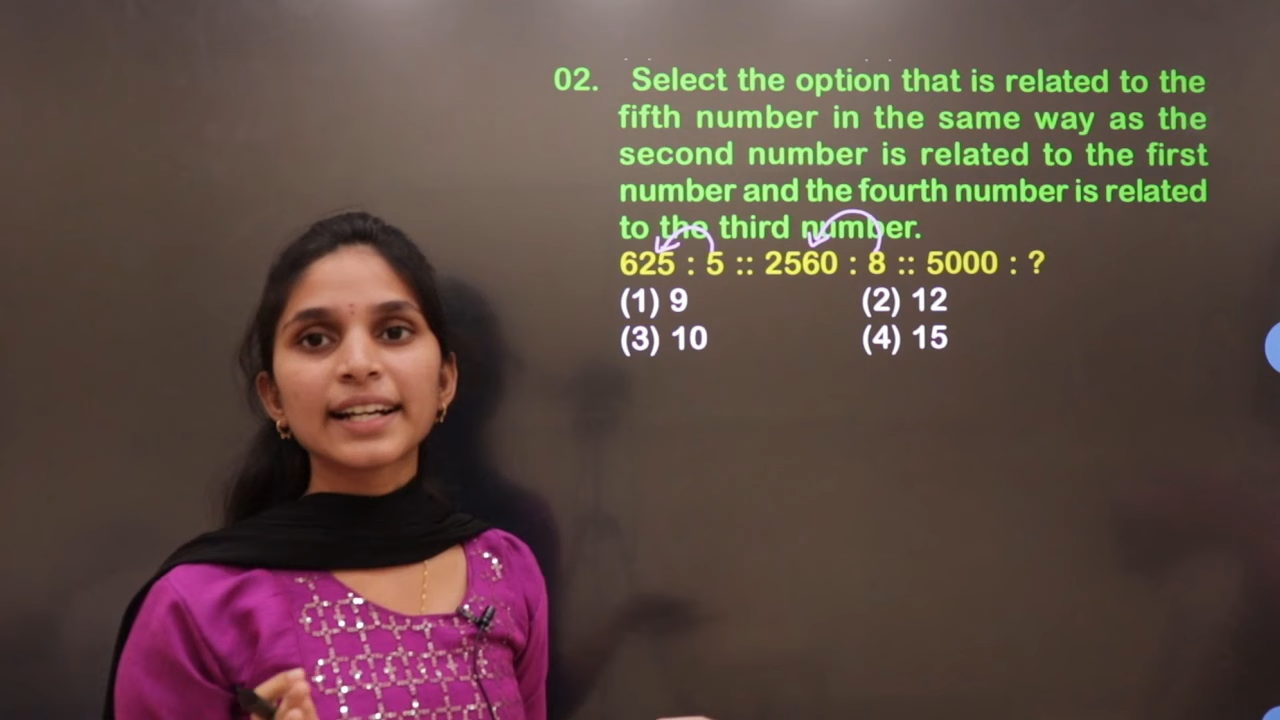 02. Select the option that is related to the
fifth number in the same way as the
second number is related to the first
number and the fourth number is related
to the third number.
625 : 5 :: 2560 : 8 :: 5000 : ?
(1) 9 (2) 12
(3) 10 (4) 15